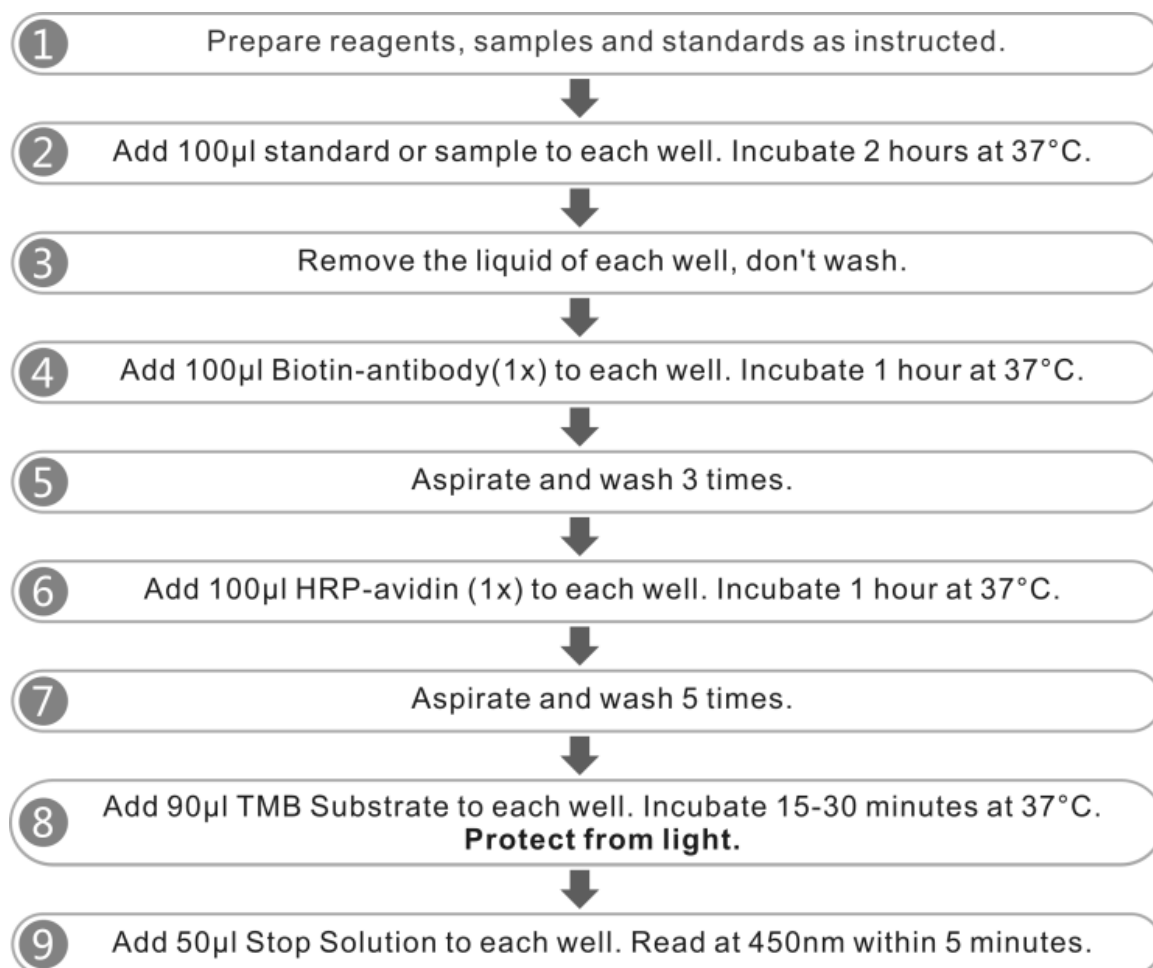 1 Prepare reagents, samples and standards as instructed.
2 Add 100μl standard or sample to each well. Incubate 2 hours at 37°C.
3 Remove the liquid of each well, don't wash.
4 Add 100μl Biotin-antibody(1x) to each well. Incubate 1 hour at 37°C.
5 Aspirate and wash 3 times.
6 Add 100μl HRP-avidin (1x) to each well. Incubate 1 hour at 37°C.
7 Aspirate and wash 5 times.
8 Add 90μl TMB Substrate to each well. Incubate 15-30 minutes at 37°C.
Protect from light.
9 Add 50μl Stop Solution to each well. Read at 450nm within 5 minutes.